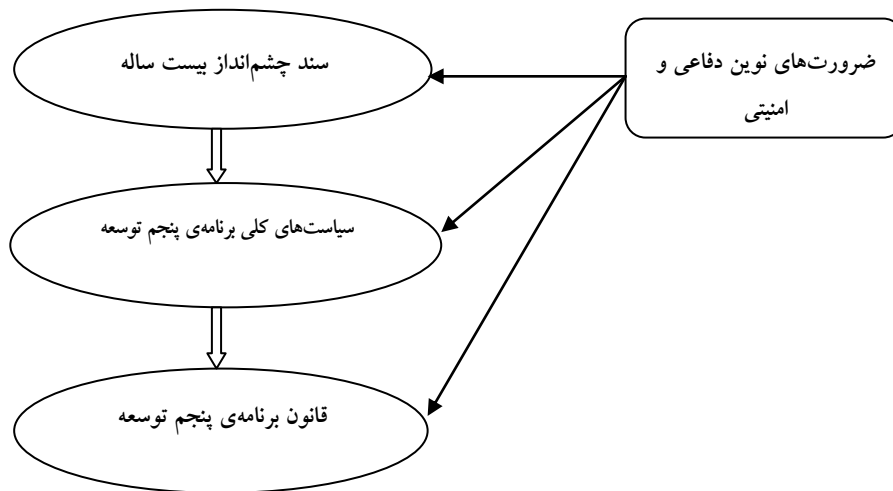 ضرورت‌های نوین دفاعی و
امنیتی
سند چشم‌انداز بیست ساله
سیاست‌های کلی برنامه‌ی پنجم توسعه
قانون برنامه‌ی پنجم توسعه